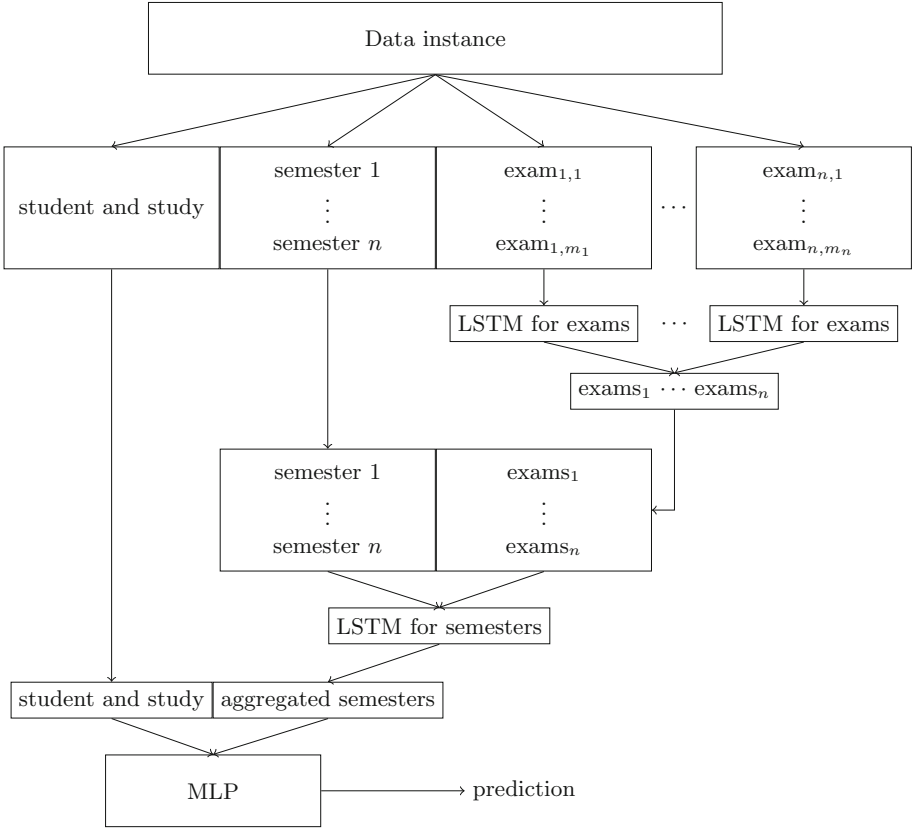 Data instance
student and study
semester 1
⋮
semester n
exam₁,₁
⋮
exam₁,ₘ₁
⋯
examₙ,₁
⋮
examₙ,ₘₙ
LSTM for exams
⋯
LSTM for exams
exams₁ ⋯ examsₙ
semester 1
⋮
semester n
exams₁
⋮
examsₙ
LSTM for semesters
student and study
aggregated semesters
MLP
prediction